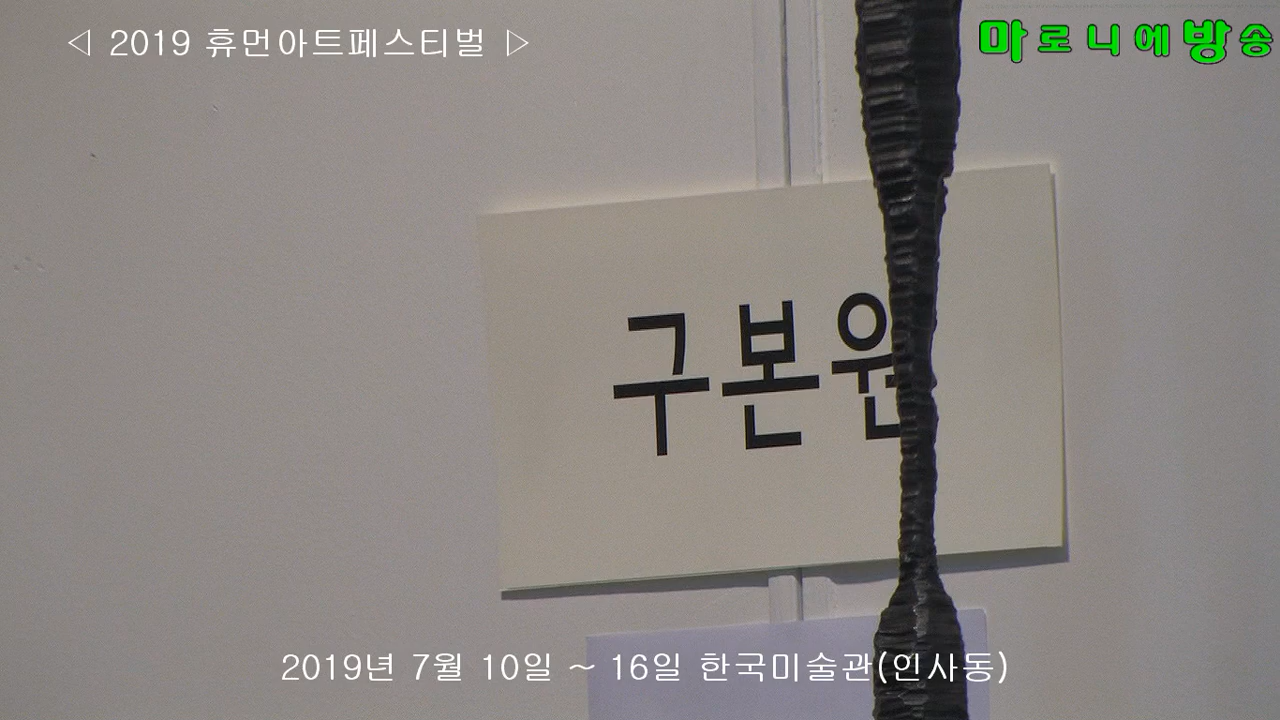 ◁ 2019 휴먼아트페스티벌 ▷
마로니에방송
구본원
2019년 7월 10일 ~ 16일 한국미술관(인사동)